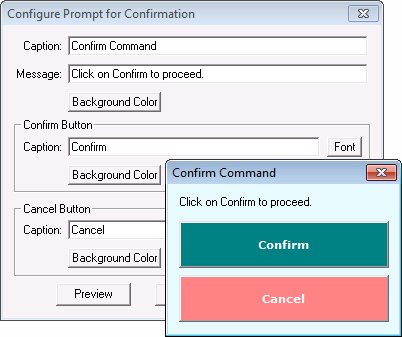 Configure Prompt for Confirmation
Caption: Confirm Command
Message: Click on Confirm to proceed.
Background Color
Confirm Button
Caption: Confirm Font
Background Color
Cancel Button
Caption: Cancel
Background Color
Preview
Confirm Command
Click on Confirm to proceed.
Confirm
Cancel